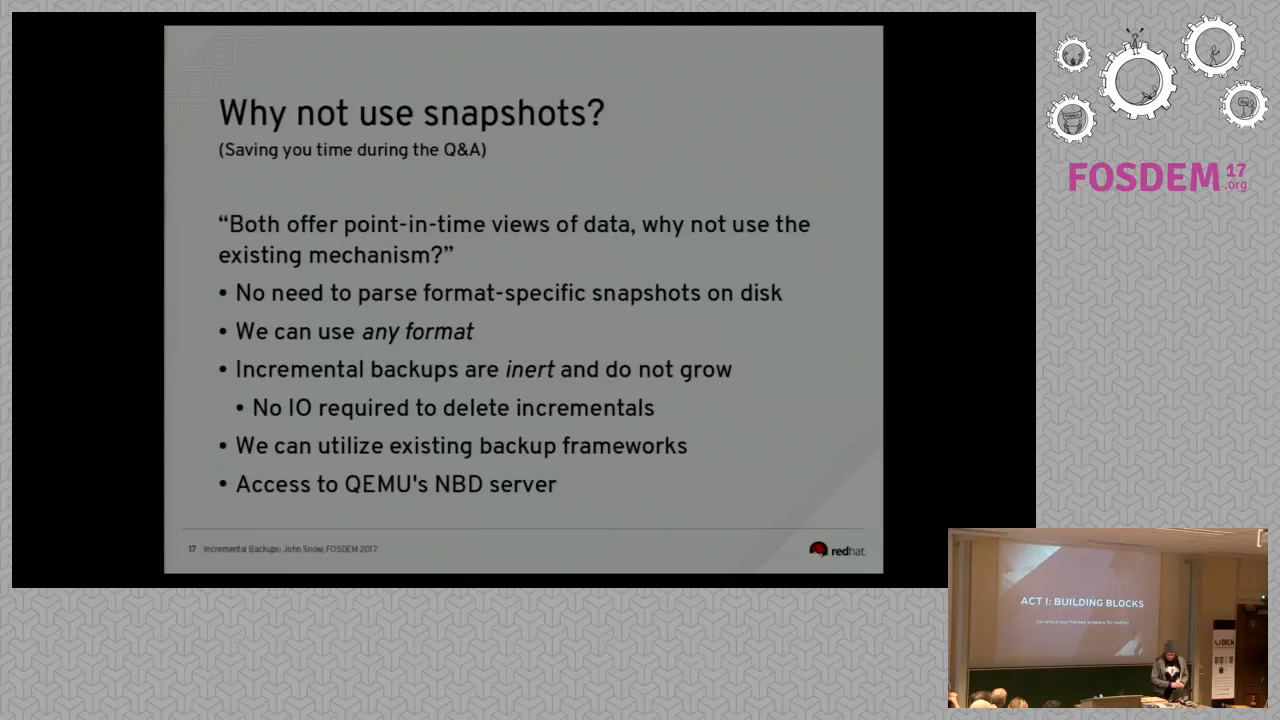 Why not use snapshots?
(Saving you time during the Q&A)
“Both offer point-in-time views of data, why not use the
existing mechanism?”
• No need to parse format-specific snapshots on disk
• We can use any format
• Incremental backups are inert and do not grow
• No IO required to delete incrementals
• We can utilize existing backup frameworks
• Access to QEMU's NBD server
17 Incremental Backups: John Snow, FOSDEM 2017
redhat.
FOSDEM 17
.org
ACT I: BUILDING BLOCKS